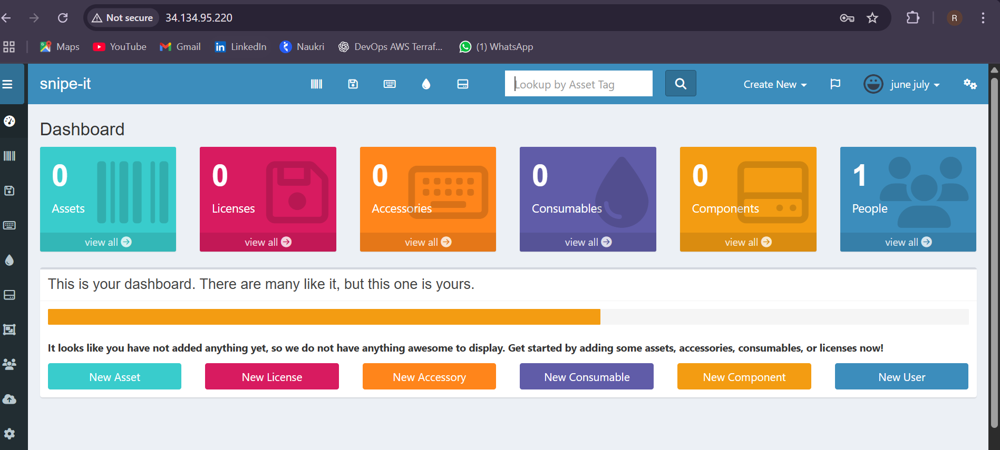 Not secure 34.134.95.220 R
Maps YouTube Gmail LinkedIn Naukri DevOps AWS Terraf... (1) WhatsApp
snipe-it Lookup by Asset Tag Create New june july
Dashboard
0 0 0 0 0 1
Assets Licenses Accessories Consumables Components People
view all view all view all view all view all view all
This is your dashboard. There are many like it, but this one is yours.
It looks like you have not added anything yet, so we do not have anything awesome to display. Get started by adding some assets, accessories, consumables, or licenses now!
New Asset New License New Accessory New Consumable New Component New User